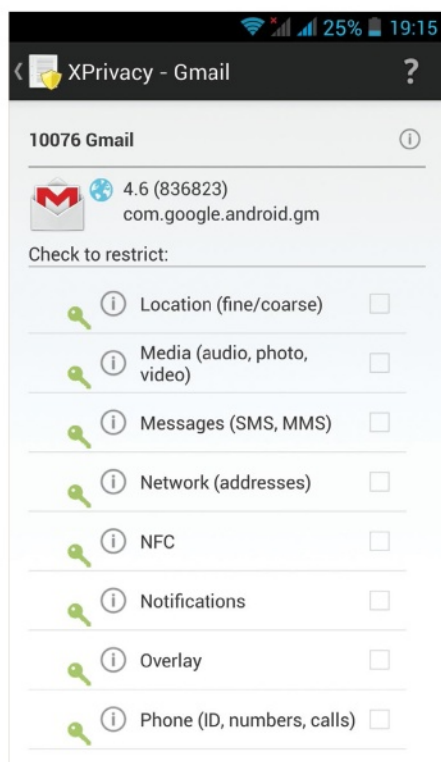 25% 19:15
XPrivacy - Gmail ?
10076 Gmail
4.6 (836823)
com.google.android.gm
Check to restrict:
Location (fine/coarse)
Media (audio, photo,
video)
Messages (SMS, MMS)
Network (addresses)
NFC
Notifications
Overlay
Phone (ID, numbers, calls)